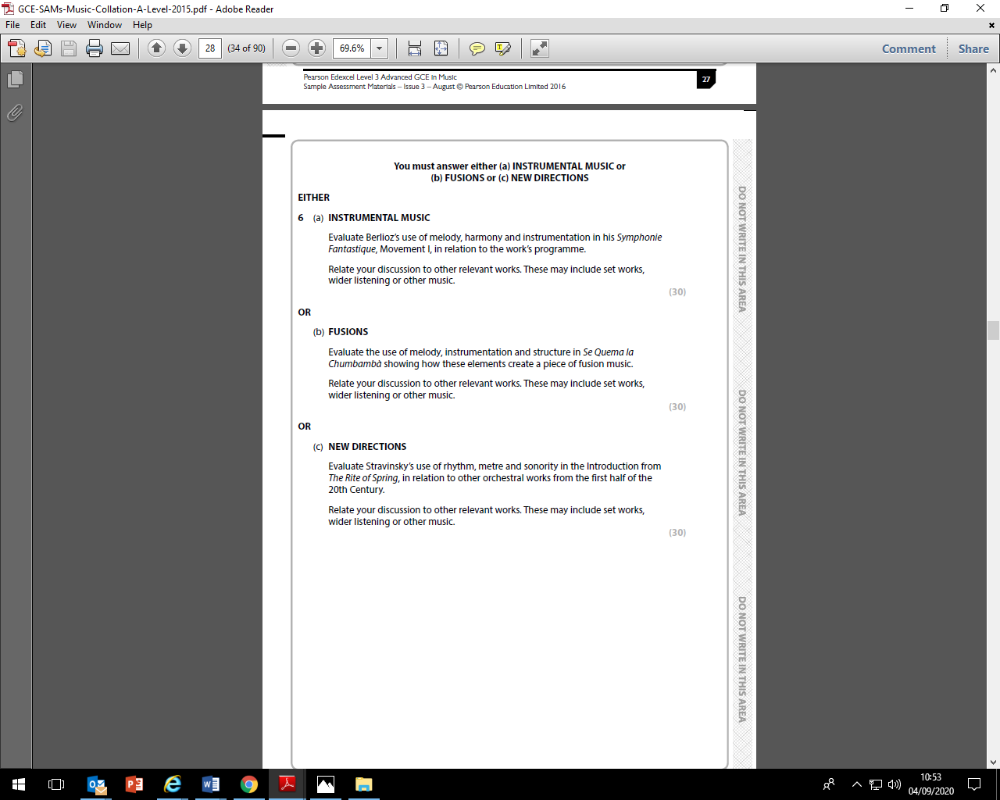 GCE-SAMs-Music-Collation-A-Level-2015.pdf - Adobe Reader
File Edit View Window Help
28 (34 of 90) 69.6% Comment Share
Pearson Edexcel Level 3 Advanced GCE in Music
Sample Assessment Materials – Issue 3 – August © Pearson Education Limited 2016
27
You must answer either (a) INSTRUMENTAL MUSIC or
(b) FUSIONS or (c) NEW DIRECTIONS
EITHER
6 (a) INSTRUMENTAL MUSIC
Evaluate Berlioz's use of melody, harmony and instrumentation in his Symphonie
Fantastique, Movement I, in relation to the work's programme.
Relate your discussion to other relevant works. These may include set works,
wider listening or other music.
(30)
OR
(b) FUSIONS
Evaluate the use of melody, instrumentation and structure in Se Quema la
Chumbambà showing how these elements create a piece of fusion music.
Relate your discussion to other relevant works. These may include set works,
wider listening or other music.
(30)
OR
(c) NEW DIRECTIONS
Evaluate Stravinsky's use of rhythm, metre and sonority in the Introduction from
The Rite of Spring, in relation to other orchestral works from the first half of the
20th Century.
Relate your discussion to other relevant works. These may include set works,
wider listening or other music.
(30)
DO NOT WRITE IN THIS AREA
DO NOT WRITE IN THIS AREA
DO NOT WRITE IN THIS AREA
10:53
04/09/2020